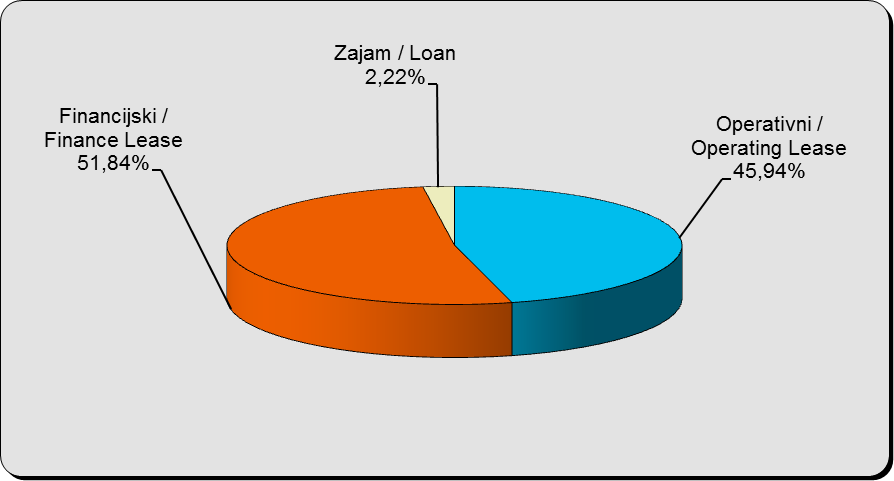 Zajam / Loan
2,22%
Financijski /
Finance Lease
51,84%
Operativni /
Operating Lease
45,94%